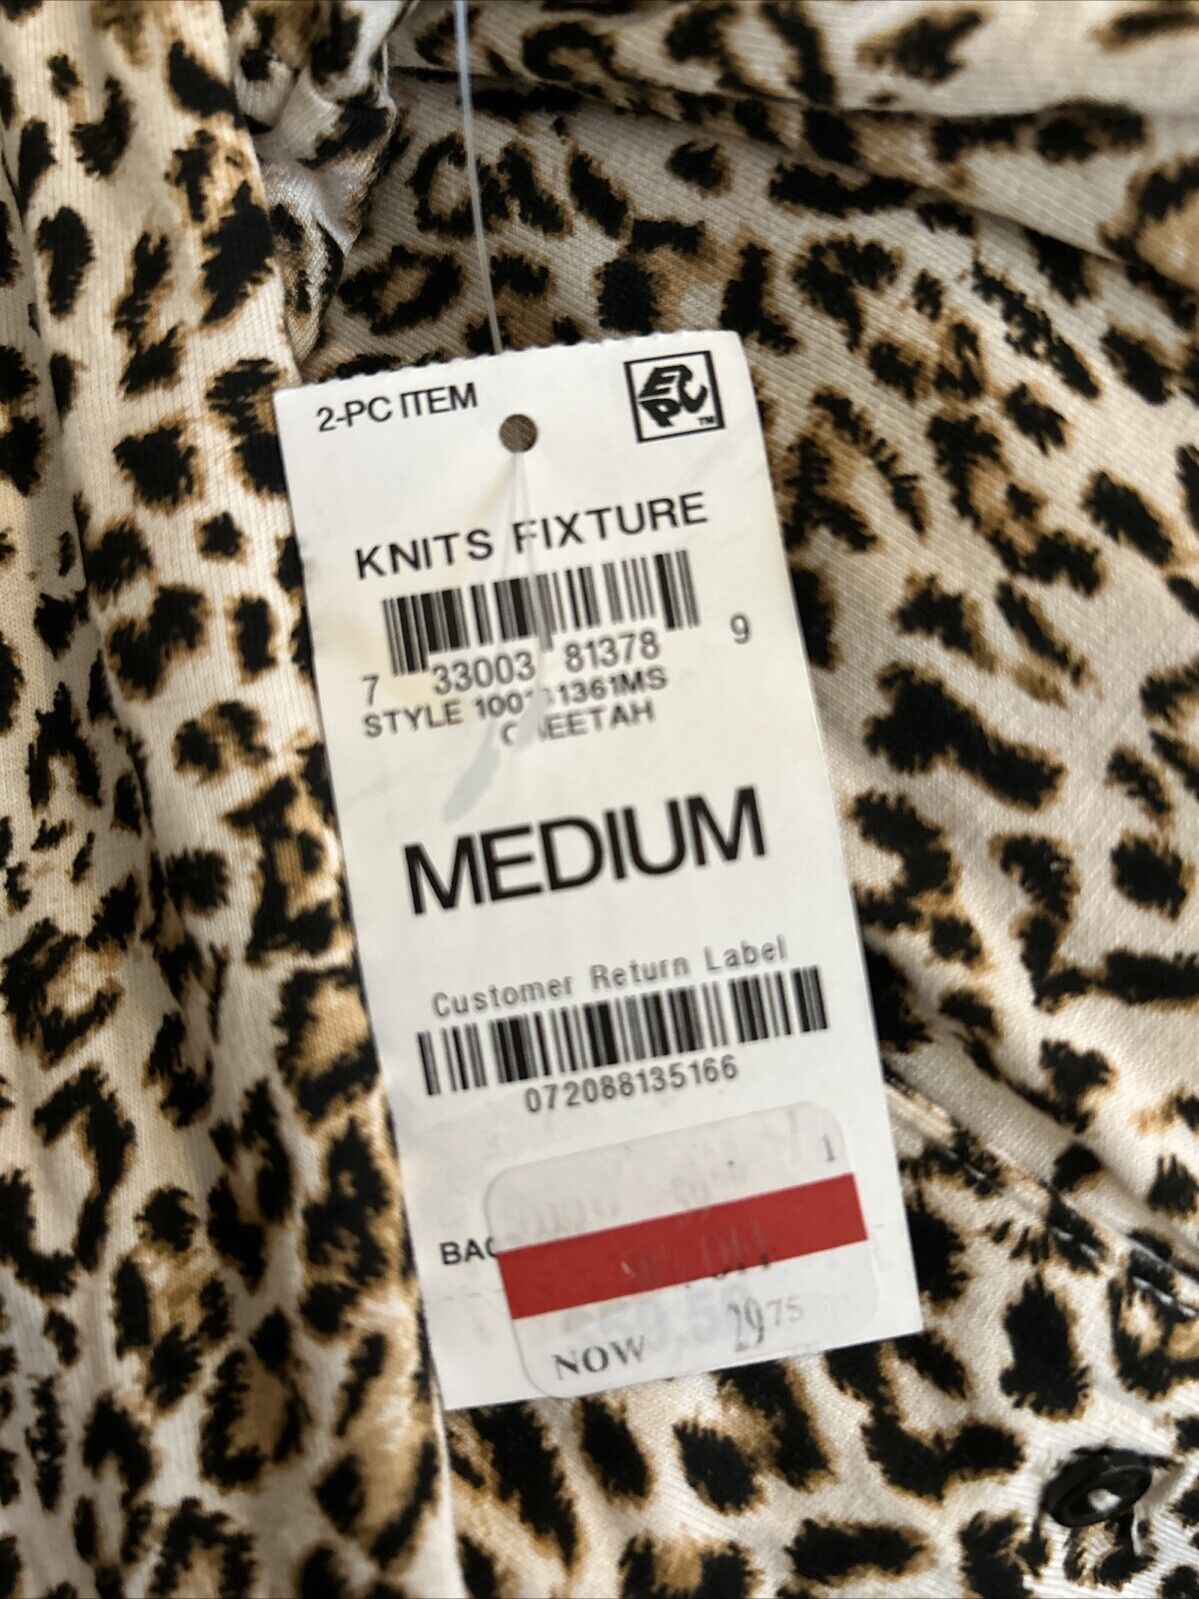 2-PC ITEM
EPC™
KNITS FIXTURE
7 33003 81378 9
STYLE
MEDIUM
Customer Return Label
072088135166
1
NOW 29 75